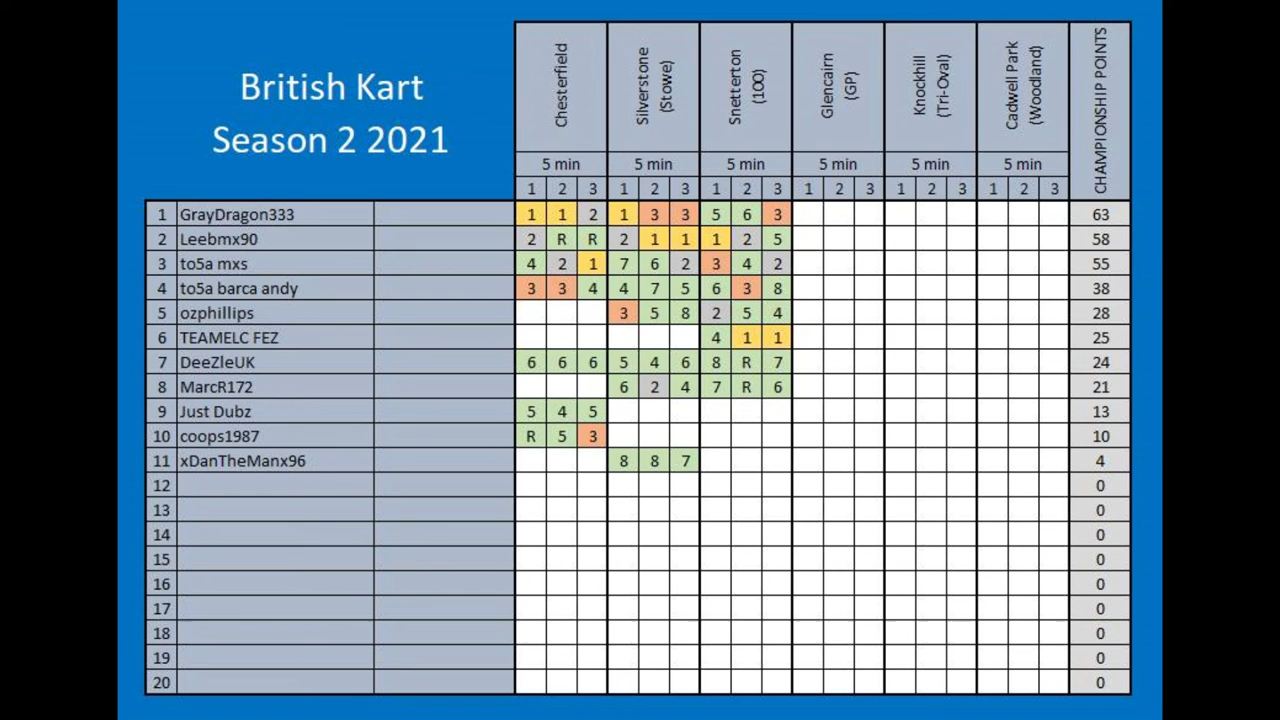 British Kart
Season 2 2021
Chesterfield
Silverstone
(Stowe)
Snetterton
(100)
Glencairn
(GP)
Knockhill
(Tri-Oval)
Cadwell Park
(Woodland)
CHAMPIONSHIP POINTS
5 min 5 min 5 min 5 min 5 min 5 min
1 2 3 1 2 3 1 2 3 1 2 3 1 2 3 1 2 3
1 GrayDragon333 1 1 2 1 3 3 5 6 3 63
2 Leebmx90 2 R R 2 1 1 1 2 5 58
3 to5a mxs 4 2 1 7 6 2 3 4 2 55
4 to5a barca andy 3 3 4 4 7 5 6 3 8 38
5 ozphillips 3 5 8 2 5 4 28
6 TEAMELC FEZ 4 1 1 25
7 DeeZleUK 6 6 6 5 4 6 8 R 7 24
8 MarcR172 6 2 4 7 R 6 21
9 Just Dubz 5 4 5 13
10 coops1987 R 5 3 10
11 xDanTheManx96 8 8 7 4
12 0
13 0
14 0
15 0
16 0
17 0
18 0
19 0
20 0